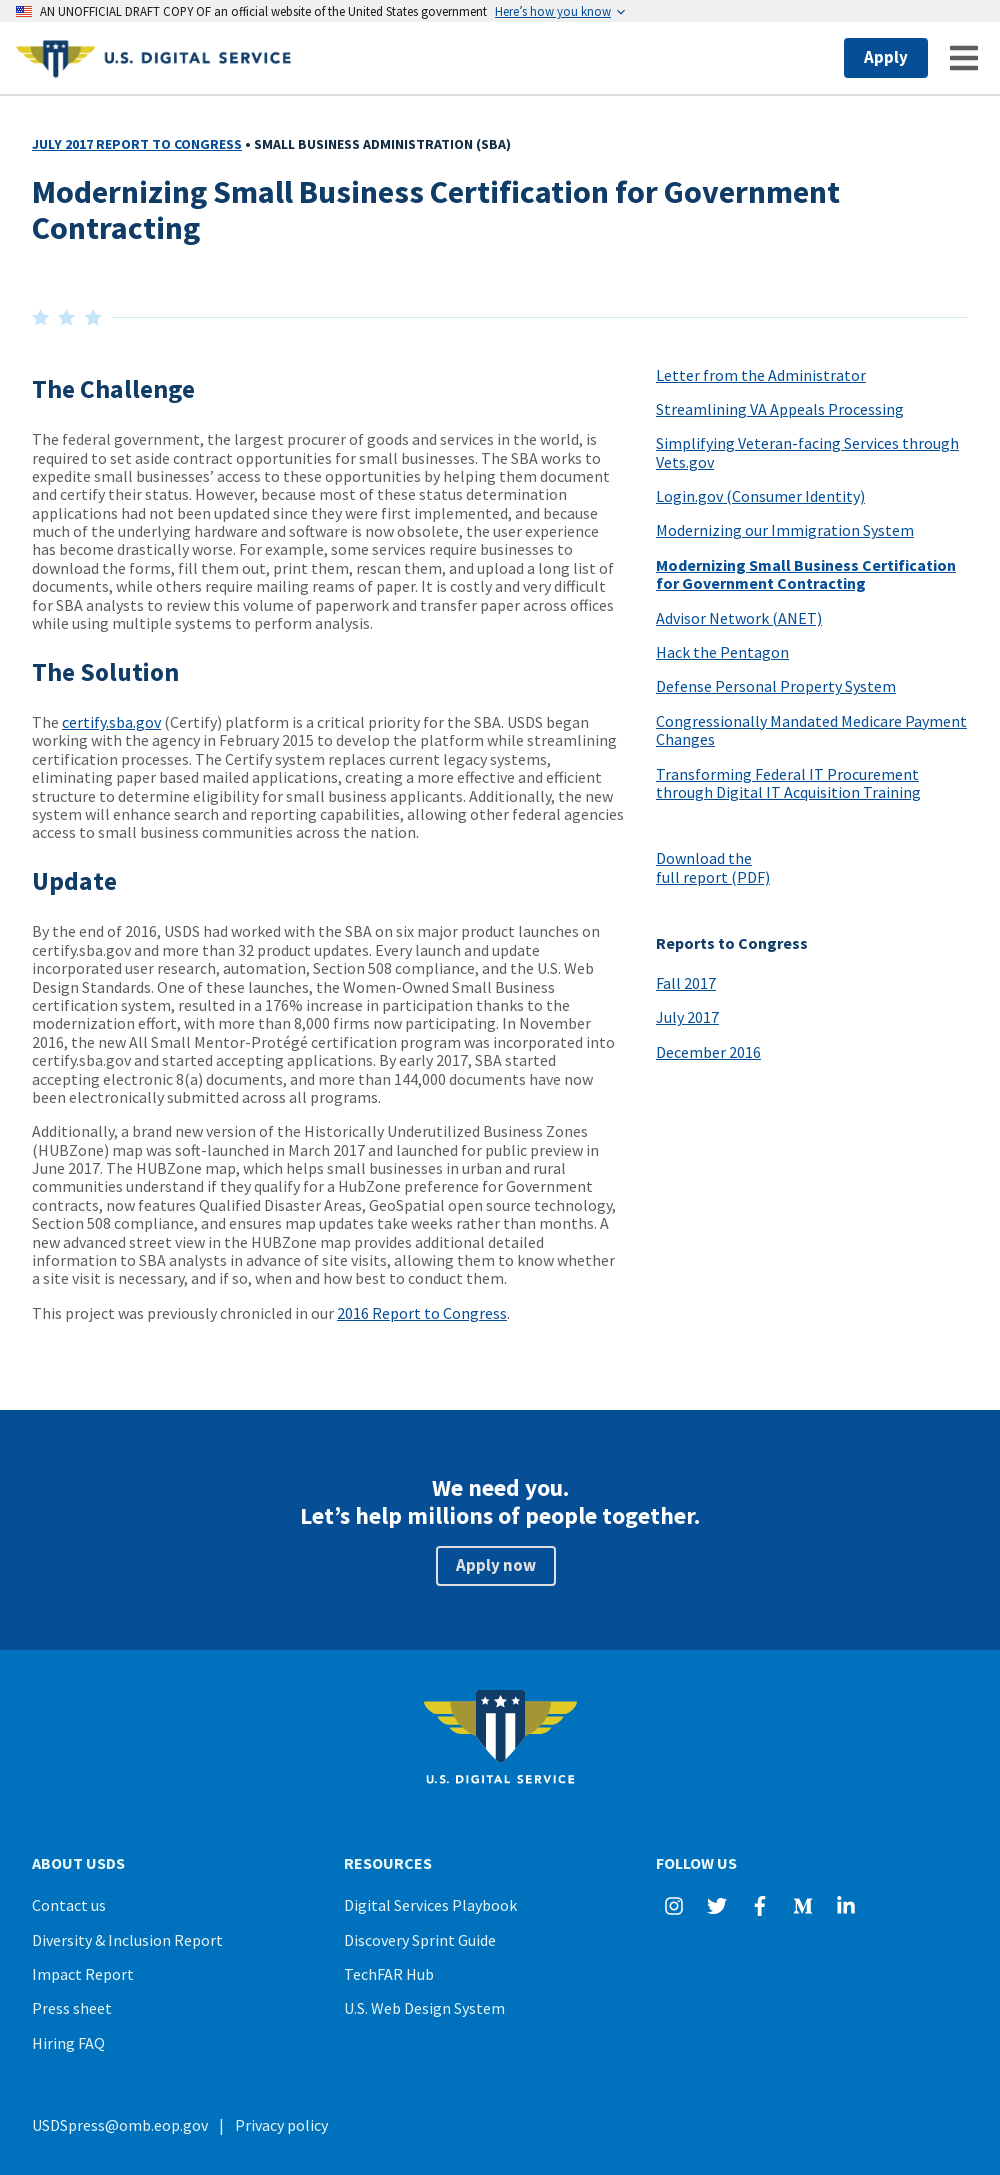 AN UNOFFICIAL DRAFT COPY OF an official website of the United States government Here’s how you know
U.S. DIGITAL SERVICE
Apply
JULY 2017 REPORT TO CONGRESS • SMALL BUSINESS ADMINISTRATION (SBA)
Modernizing Small Business Certification for Government
Contracting
The Challenge
The federal government, the largest procurer of goods and services in the world, is
required to set aside contract opportunities for small businesses. The SBA works to
expedite small businesses’ access to these opportunities by helping them document
and certify their status. However, because most of these status determination
applications had not been updated since they were first implemented, and because
much of the underlying hardware and software is now obsolete, the user experience
has become drastically worse. For example, some services require businesses to
download the forms, fill them out, print them, rescan them, and upload a long list of
documents, while others require mailing reams of paper. It is costly and very difficult
for SBA analysts to review this volume of paperwork and transfer paper across offices
while using multiple systems to perform analysis.
The Solution
The certify.sba.gov (Certify) platform is a critical priority for the SBA. USDS began
working with the agency in February 2015 to develop the platform while streamlining
certification processes. The Certify system replaces current legacy systems,
eliminating paper based mailed applications, creating a more effective and efficient
structure to determine eligibility for small business applicants. Additionally, the new
system will enhance search and reporting capabilities, allowing other federal agencies
access to small business communities across the nation.
Update
By the end of 2016, USDS had worked with the SBA on six major product launches on
certify.sba.gov and more than 32 product updates. Every launch and update
incorporated user research, automation, Section 508 compliance, and the U.S. Web
Design Standards. One of these launches, the Women-Owned Small Business
certification system, resulted in a 176% increase in participation thanks to the
modernization effort, with more than 8,000 firms now participating. In November
2016, the new All Small Mentor-Protégé certification program was incorporated into
certify.sba.gov and started accepting applications. By early 2017, SBA started
accepting electronic 8(a) documents, and more than 144,000 documents have now
been electronically submitted across all programs.
Additionally, a brand new version of the Historically Underutilized Business Zones
(HUBZone) map was soft-launched in March 2017 and launched for public preview in
June 2017. The HUBZone map, which helps small businesses in urban and rural
communities understand if they qualify for a HubZone preference for Government
contracts, now features Qualified Disaster Areas, GeoSpatial open source technology,
Section 508 compliance, and ensures map updates take weeks rather than months. A
new advanced street view in the HUBZone map provides additional detailed
information to SBA analysts in advance of site visits, allowing them to know whether
a site visit is necessary, and if so, when and how best to conduct them.
This project was previously chronicled in our 2016 Report to Congress.
Letter from the Administrator
Streamlining VA Appeals Processing
Simplifying Veteran-facing Services through
Vets.gov
Login.gov (Consumer Identity)
Modernizing our Immigration System
Modernizing Small Business Certification
for Government Contracting
Advisor Network (ANET)
Hack the Pentagon
Defense Personal Property System
Congressionally Mandated Medicare Payment
Changes
Transforming Federal IT Procurement
through Digital IT Acquisition Training
Download the
full report (PDF)
Reports to Congress
Fall 2017
July 2017
December 2016
We need you.
Let’s help millions of people together.
Apply now
U.S. DIGITAL SERVICE
ABOUT USDS
Contact us
Diversity & Inclusion Report
Impact Report
Press sheet
Hiring FAQ
RESOURCES
Digital Services Playbook
Discovery Sprint Guide
TechFAR Hub
U.S. Web Design System
FOLLOW US
USDSpress@omb.eop.gov | Privacy policy